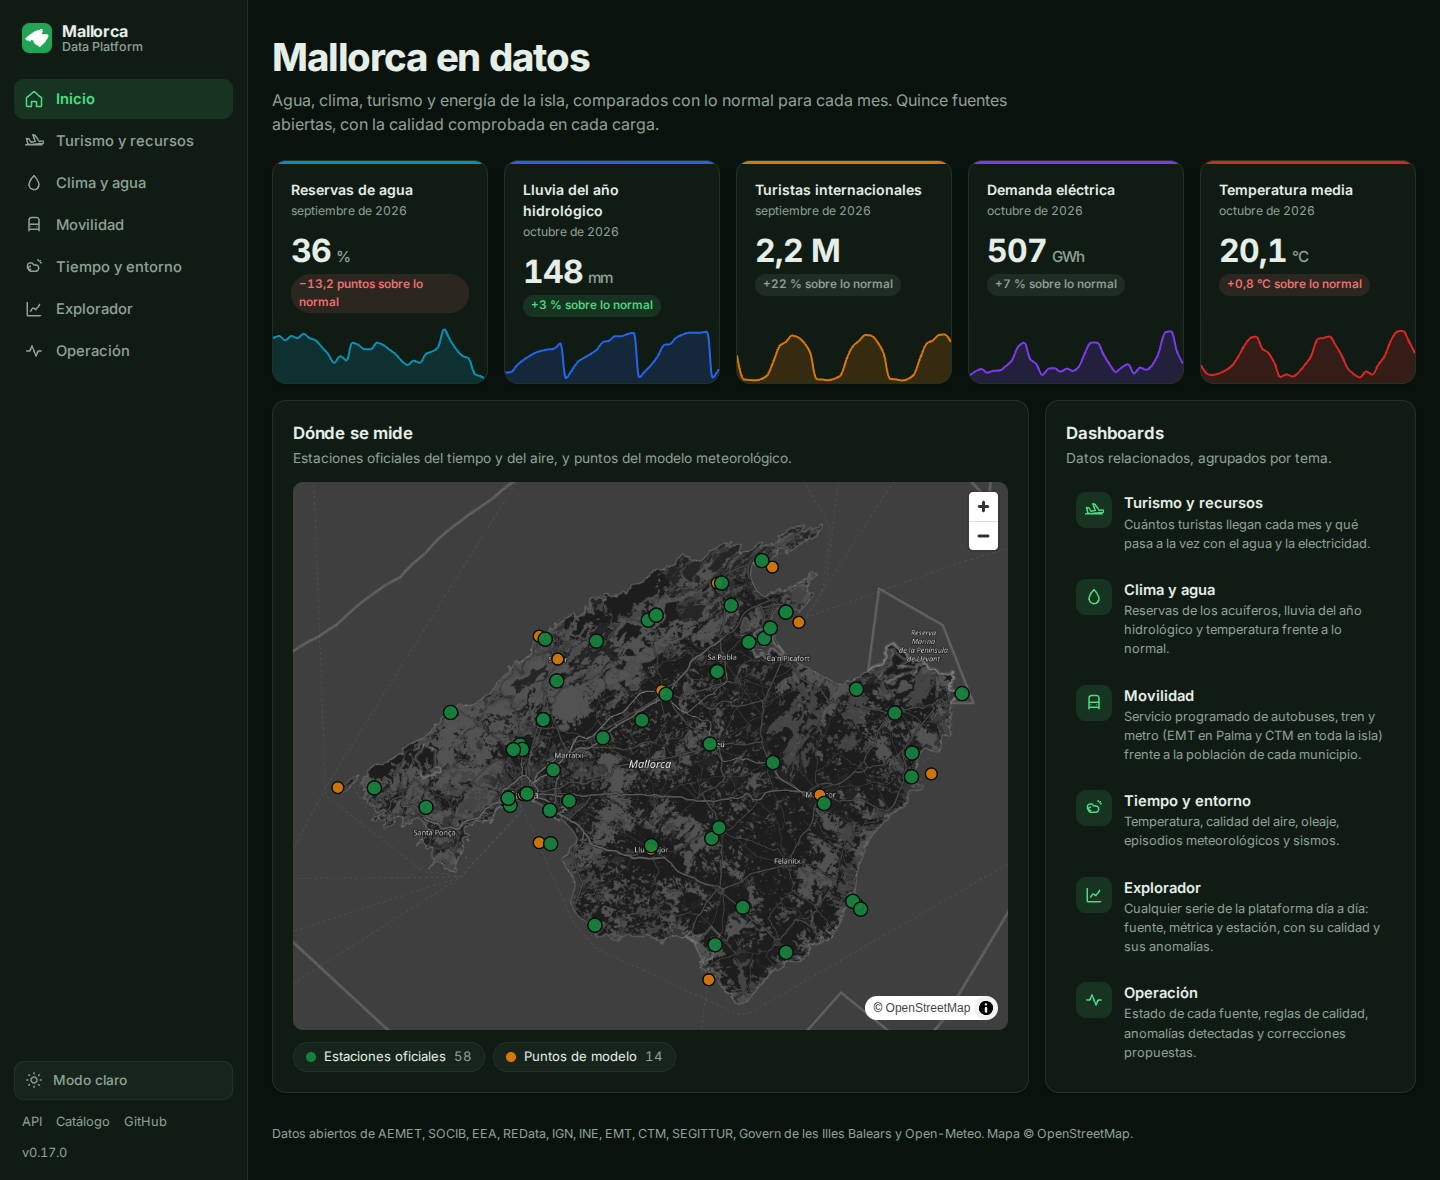 Mallorca
Data Platform
Inicio
Turismo y recursos
Clima y agua
Movilidad
Tiempo y entorno
Explorador
Operación
Modo claro
API Catálogo GitHub
v0.17.0
Mallorca en datos
Agua, clima, turismo y energía de la isla, comparados con lo normal para cada mes. Quince fuentes
abiertas, con la calidad comprobada en cada carga.
Reservas de agua
septiembre de 2026
36 %
−13,2 puntos sobre lo
normal
Lluvia del año
hidrológico
octubre de 2026
148 mm
+3 % sobre lo normal
Turistas internacionales
septiembre de 2026
2,2 M
+22 % sobre lo normal
Demanda eléctrica
octubre de 2026
507 GWh
+7 % sobre lo normal
Temperatura media
octubre de 2026
20,1 °C
+0,8 °C sobre lo normal
Dónde se mide
Estaciones oficiales del tiempo y del aire, y puntos del modelo meteorológico.
Reserva
Marina
de la Península
de Llevant
Sa Pobla
Ca'n Picafort
Marratxí
Mallorca
Santa Ponça
Felanitx
© OpenStreetMap
Estaciones oficiales 58
Puntos de modelo 14
Dashboards
Datos relacionados, agrupados por tema.
Turismo y recursos
Cuántos turistas llegan cada mes y qué
pasa a la vez con el agua y la electricidad.
Clima y agua
Reservas de los acuíferos, lluvia del año
hidrológico y temperatura frente a lo
normal.
Movilidad
Servicio programado de autobuses, tren y
metro (EMT en Palma y CTM en toda la isla)
frente a la población de cada municipio.
Tiempo y entorno
Temperatura, calidad del aire, oleaje,
episodios meteorológicos y sismos.
Explorador
Cualquier serie de la plataforma día a día:
fuente, métrica y estación, con su calidad y
sus anomalías.
Operación
Estado de cada fuente, reglas de calidad,
anomalías detectadas y correcciones
propuestas.
Datos abiertos de AEMET, SOCIB, EEA, REData, IGN, INE, EMT, CTM, SEGITTUR, Govern de les Illes Balears y Open-Meteo. Mapa © OpenStreetMap.